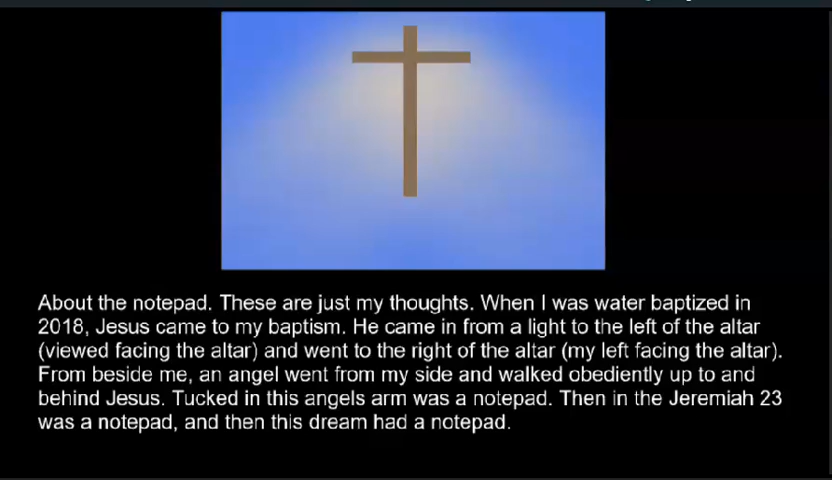 About the notepad. These are just my thoughts. When I was water baptized in
2018, Jesus came to my baptism. He came in from a light to the left of the altar
(viewed facing the altar) and went to the right of the altar (my left facing the altar).
From beside me, an angel went from my side and walked obediently up to and
behind Jesus. Tucked in this angels arm was a notepad. Then in the Jeremiah 23
was a notepad, and then this dream had a notepad.